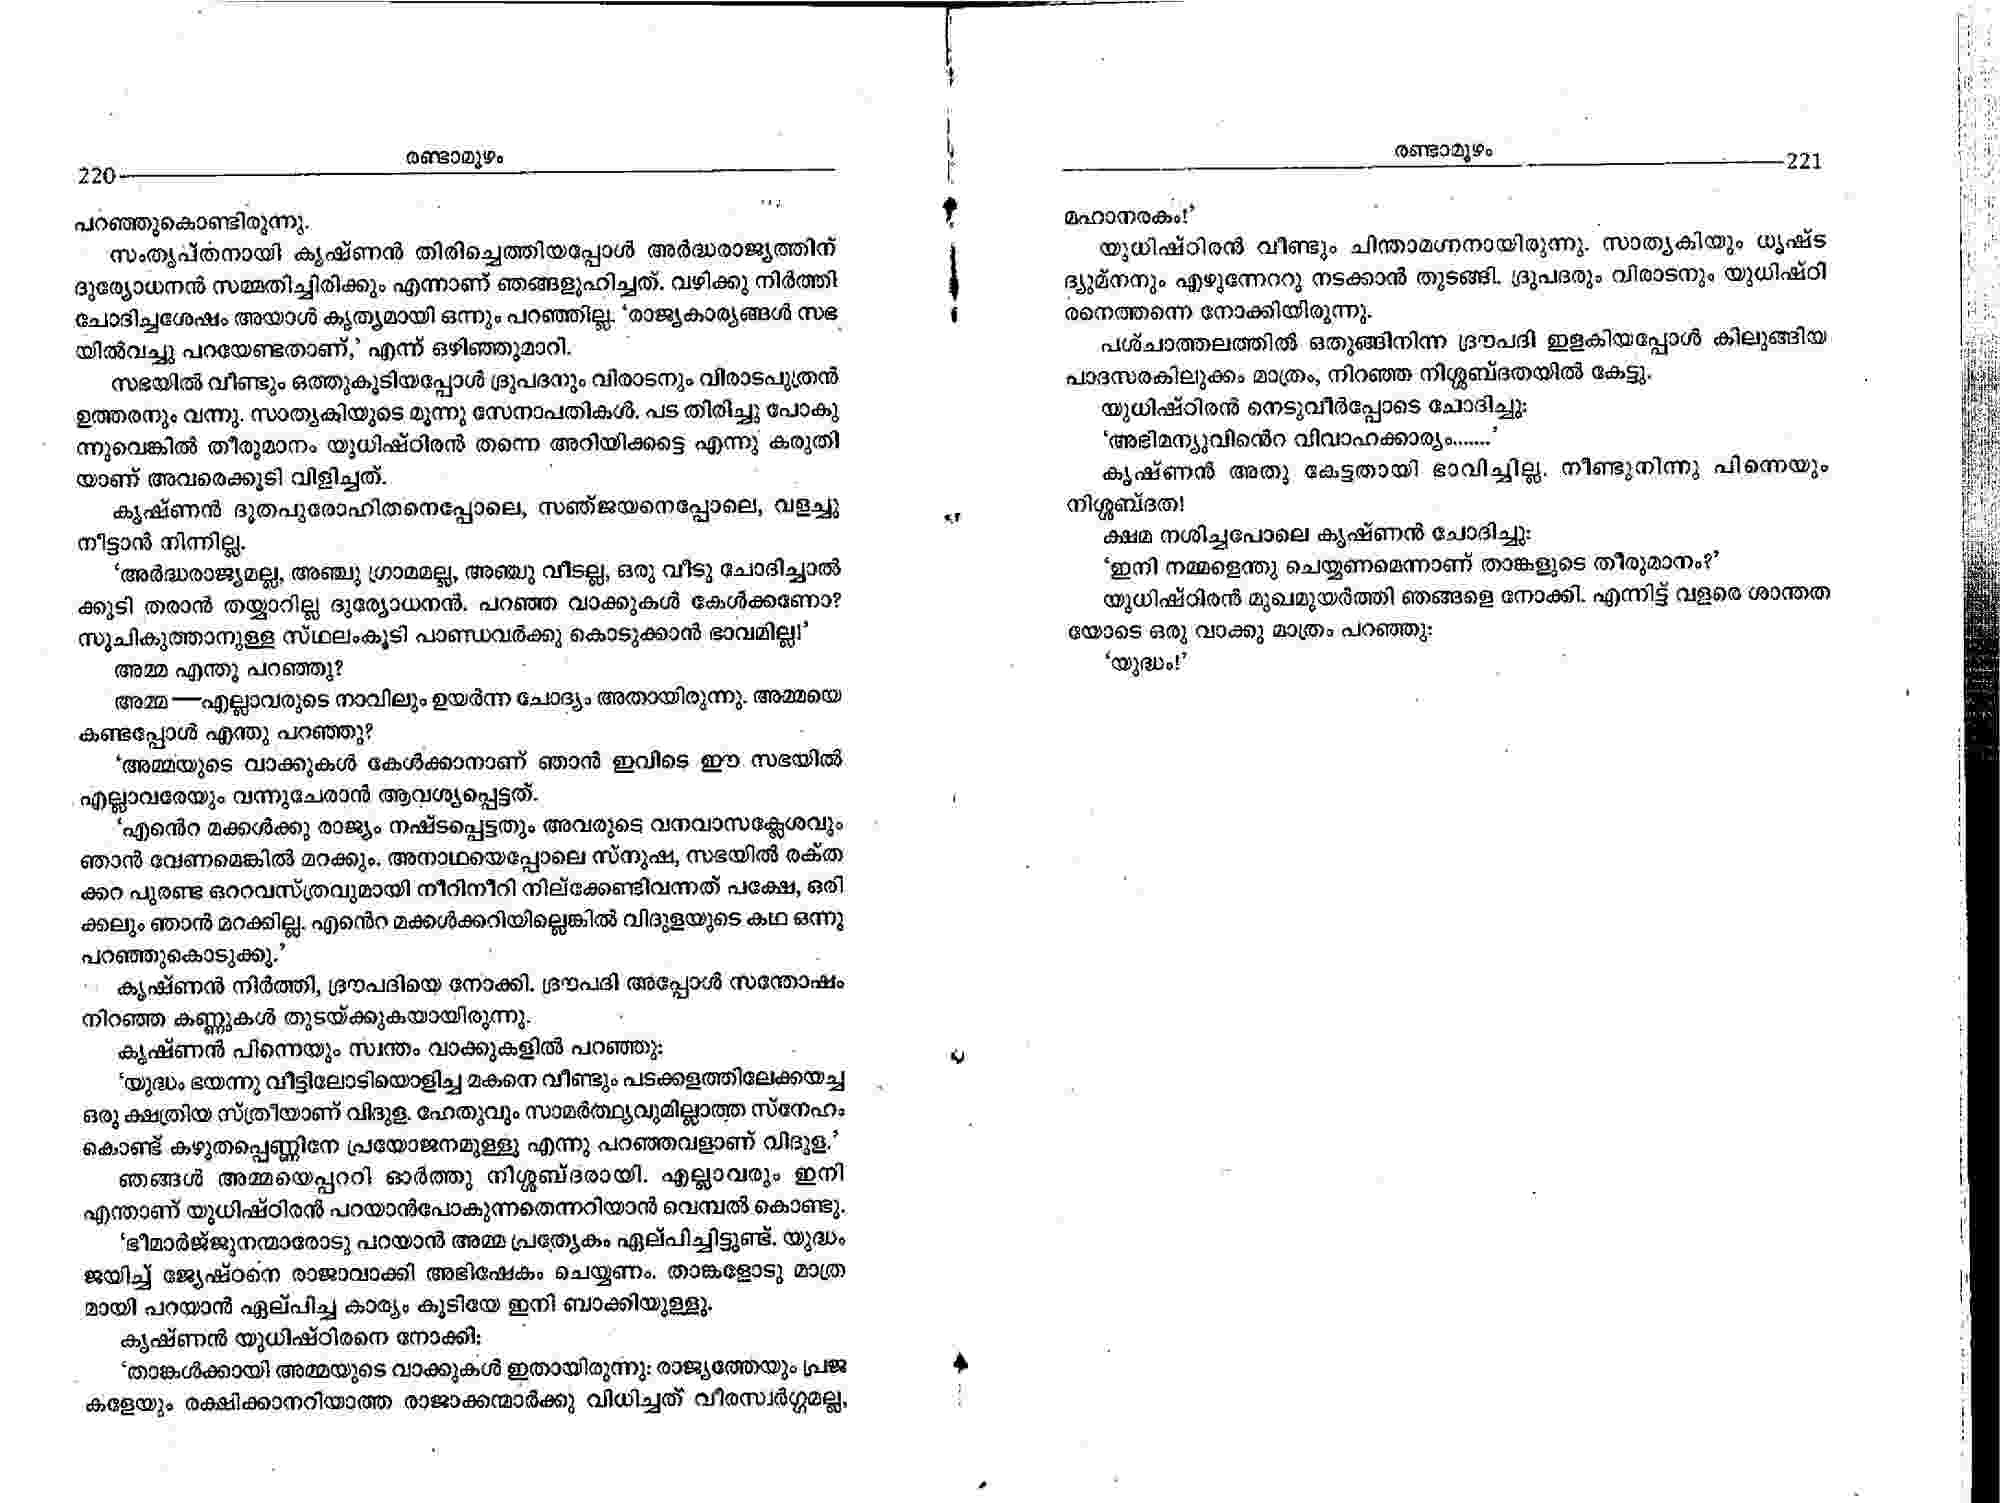 രണ്ടാമൂഴം
220
പറഞ്ഞുകൊണ്ടിരുന്നു.
സംതൃപ്തനായി കൃഷ്ണൻ തിരിച്ചെത്തിയപ്പോൾ അർദ്ധരാജ്യത്തിന്
ദുര്യോധനൻ സമ്മതിച്ചിരിക്കും എന്നാണ് ഞങ്ങളൂഹിച്ചത്. വഴിക്കു നിർത്തി
ചോദിച്ചശേഷം അയാൾ കൃത്യമായി ഒന്നും പറഞ്ഞില്ല. ‘രാജ്യകാര്യങ്ങൾ സഭ
യിൽവച്ചു പറയേണ്ടതാണ്,’ എന്ന് ഒഴിഞ്ഞുമാറി.
സഭയിൽ വീണ്ടും ഒത്തുകൂടിയപ്പോൾ ദ്രുപദനും വിരാടനും വിരാടപുത്രൻ
ഉത്തരനും വന്നു. സാത്യകിയുടെ മൂന്നു സേനാപതികൾ. പട തിരിച്ചു പോകു
ന്നുവെങ്കിൽ തീരുമാനം യുധിഷ്ഠിരൻ തന്നെ അറിയിക്കട്ടെ എന്നു കരുതി
യാണ് അവരെക്കൂടി വിളിച്ചത്.
കൃഷ്ണൻ ദൂതപുരോഹിതനെപ്പോലെ, സഞ്ജയനെപ്പോലെ, വളച്ചു
നീട്ടാൻ നിന്നില്ല.
‘അർദ്ധരാജ്യമല്ല, അഞ്ചു ഗ്രാമമല്ല, അഞ്ചു വീടല്ല, ഒരു വീടു ചോദിച്ചാൽ
ക്കൂടി തരാൻ തയ്യാറില്ല ദുര്യോധനൻ. പറഞ്ഞ വാക്കുകൾ കേൾക്കണോ?
സൂചികുത്താനുള്ള സ്ഥലംകൂടി പാണ്ഡവർക്കു കൊടുക്കാൻ ഭാവമില്ല!’
അമ്മ എന്തു പറഞ്ഞു?
അമ്മ—എല്ലാവരുടെ നാവിലും ഉയർന്ന ചോദ്യം അതായിരുന്നു. അമ്മയെ
കണ്ടപ്പോൾ എന്തു പറഞ്ഞു?
‘അമ്മയുടെ വാക്കുകൾ കേൾക്കാനാണ് ഞാൻ ഇവിടെ ഈ സഭയിൽ
എല്ലാവരേയും വന്നുചേരാൻ ആവശ്യപ്പെട്ടത്.
‘എൻെറ മക്കൾക്കു രാജ്യം നഷ്ടപ്പെട്ടതും അവരുടെ വനവാസക്ലേശവും
ഞാൻ വേണമെങ്കിൽ മറക്കും. അനാഥയെപ്പോലെ സ്നുഷ, സഭയിൽ രക്ത
ക്കറ പുരണ്ട ഒററവസ്ത്രവുമായി നീറിനീറി നില്ക്കേണ്ടിവന്നത് പക്ഷേ, ഒരി
ക്കലും ഞാൻ മറക്കില്ല. എൻെറ മക്കൾക്കറിയില്ലെങ്കിൽ വിദുളയുടെ കഥ ഒന്നു
പറഞ്ഞുകൊടുക്കൂ.’
കൃഷ്ണൻ നിർത്തി, ദ്രൗപദിയെ നോക്കി. ദ്രൗപദി അപ്പോൾ സന്തോഷം
നിറഞ്ഞ കണ്ണുകൾ തുടയ്ക്കുകയായിരുന്നു.
കൃഷ്ണൻ പിന്നെയും സ്വന്തം വാക്കുകളിൽ പറഞ്ഞു:
‘യുദ്ധം ഭയന്നു വീട്ടിലോടിയൊളിച്ച മകനെ വീണ്ടും പടക്കളത്തിലേക്കയച്ച
ഒരു ക്ഷത്രിയ സ്ത്രീയാണ് വിദുള. ഹേതുവും സാമർത്ഥ്യവുമില്ലാത്ത സ്നേഹം
കൊണ്ട് കഴുതപ്പെണ്ണിനേ പ്രയോജനമുള്ളു എന്നു പറഞ്ഞവളാണ് വിദുള.’
ഞങ്ങൾ അമ്മയെപ്പററി ഓർത്തു നിശ്ശബ്ദരായി. എല്ലാവരും ഇനി
എന്താണ് യുധിഷ്ഠിരൻ പറയാൻപോകുന്നതെന്നറിയാൻ വെമ്പൽ കൊണ്ടു.
‘ഭീമാർജ്ജുനന്മാരോടു പറയാൻ അമ്മ പ്രത്യേകം ഏല്പിച്ചിട്ടുണ്ട്. യുദ്ധം
ജയിച്ച് ജ്യേഷ്ഠനെ രാജാവാക്കി അഭിഷേകം ചെയ്യണം. താങ്കളോടു മാത്ര
മായി പറയാൻ ഏല്പിച്ച കാര്യം കൂടിയേ ഇനി ബാക്കിയുള്ളു.
കൃഷ്ണൻ യുധിഷ്ഠിരനെ നോക്കി:
‘താങ്കൾക്കായി അമ്മയുടെ വാക്കുകൾ ഇതായിരുന്നു: രാജ്യത്തേയും പ്രജ
കളേയും രക്ഷിക്കാനറിയാത്ത രാജാക്കന്മാർക്കു വിധിച്ചത് വീരസ്വർഗ്ഗമല്ല,
രണ്ടാമൂഴം
221
മഹാനരകം!’
യുധിഷ്ഠിരൻ വീണ്ടും ചിന്താമഗ്നനായിരുന്നു. സാത്യകിയും ധൃഷ്ട
ദ്യുമ്നനും എഴുന്നേററു നടക്കാൻ തുടങ്ങി. ദ്രുപദരും വിരാടനും യുധിഷ്ഠി
രനെത്തന്നെ നോക്കിയിരുന്നു.
പശ്ചാത്തലത്തിൽ ഒതുങ്ങിനിന്ന ദ്രൗപദി ഇളകിയപ്പോൾ കിലുങ്ങിയ
പാദസരകിലുക്കം മാത്രം, നിറഞ്ഞ നിശ്ശബ്ദതയിൽ കേട്ടു.
യുധിഷ്ഠിരൻ നെടുവീർപ്പോടെ ചോദിച്ചു:
‘അഭിമന്യുവിൻെറ വിവാഹക്കാര്യം.......’
കൃഷ്ണൻ അതു കേട്ടതായി ഭാവിച്ചില്ല. നീണ്ടുനിന്നു പിന്നെയും
നിശ്ശബ്ദത!
ക്ഷമ നശിച്ചപോലെ കൃഷ്ണൻ ചോദിച്ചു:
‘ഇനി നമ്മളെന്തു ചെയ്യണമെന്നാണ് താങ്കളുടെ തീരുമാനം?’
യുധിഷ്ഠിരൻ മുഖമുയർത്തി ഞങ്ങളെ നോക്കി. എന്നിട്ട് വളരെ ശാന്തത
യോടെ ഒരു വാക്കു മാത്രം പറഞ്ഞു:
‘യുദ്ധം!’